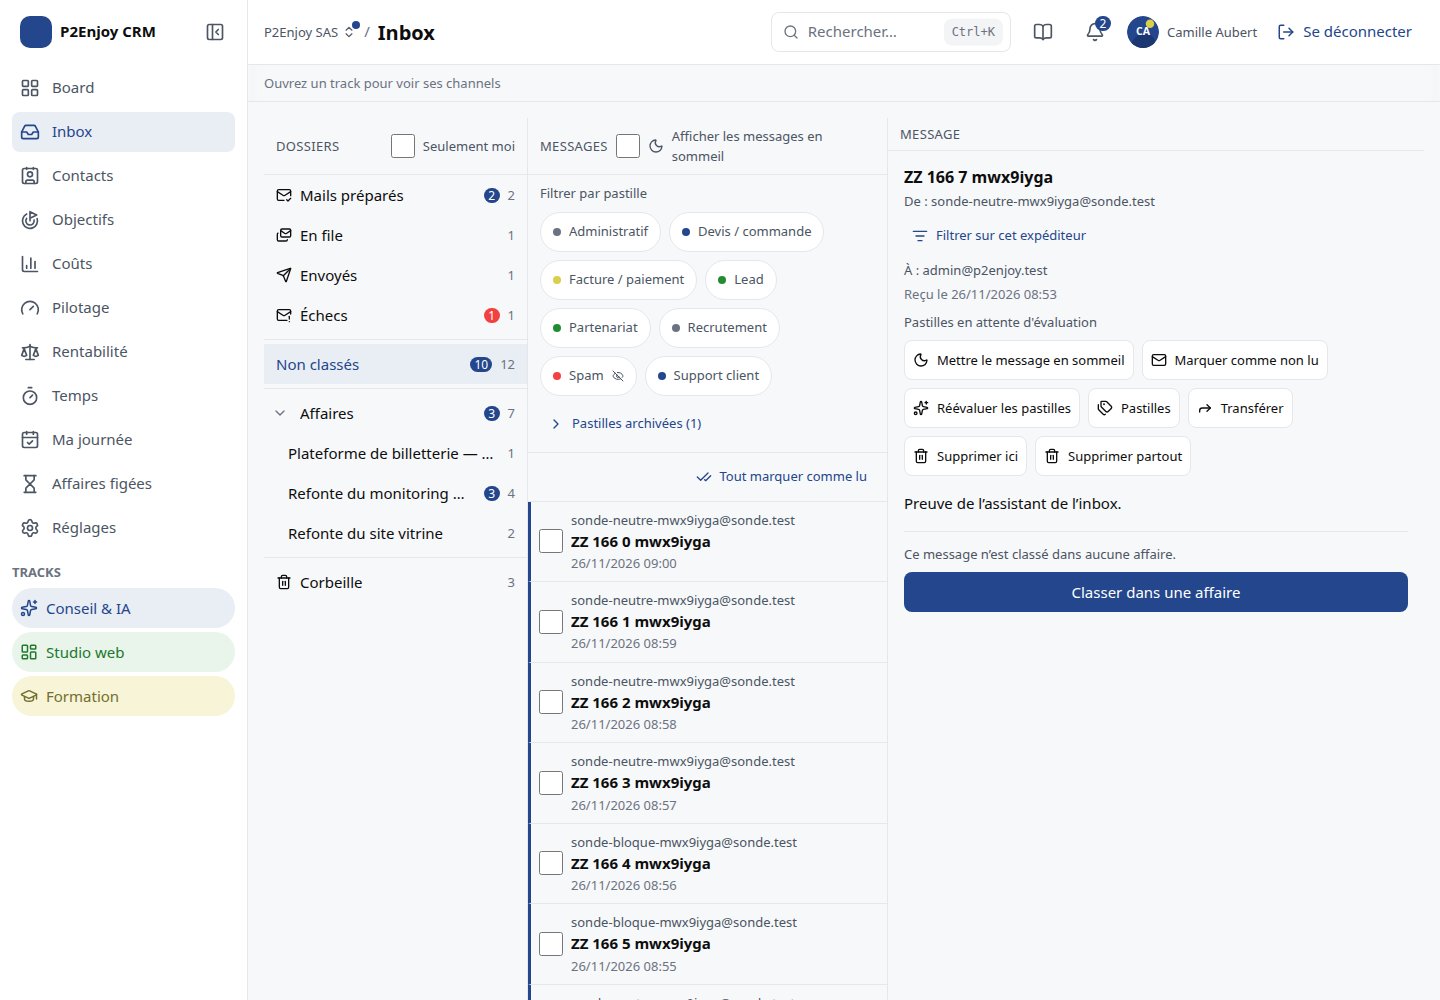 P2Enjoy CRM
Board
Inbox
Contacts
Objectifs
Coûts
Pilotage
Rentabilité
Temps
Ma journée
Affaires figées
Réglages
TRACKS
Conseil & IA
Studio web
Formation
P2Enjoy SAS / Inbox
Rechercher... Ctrl+K
2
CA Camille Aubert
Se déconnecter
Ouvrez un track pour voir ses channels
DOSSIERS Seulement moi
Mails préparés 2 2
En file 1
Envoyés 1
Échecs 1 1
Non classés 10 12
Affaires 3 7
Plateforme de billetterie — ... 1
Refonte du monitoring ... 3 4
Refonte du site vitrine 2
Corbeille 3
MESSAGES Afficher les messages en
sommeil
Filtrer par pastille
Administratif Devis / commande
Facture / paiement Lead
Partenariat Recrutement
Spam Support client
Pastilles archivées (1)
Tout marquer comme lu
sonde-neutre-mwx9iyga@sonde.test
ZZ 166 0 mwx9iyga
26/11/2026 09:00
sonde-neutre-mwx9iyga@sonde.test
ZZ 166 1 mwx9iyga
26/11/2026 08:59
sonde-neutre-mwx9iyga@sonde.test
ZZ 166 2 mwx9iyga
26/11/2026 08:58
sonde-neutre-mwx9iyga@sonde.test
ZZ 166 3 mwx9iyga
26/11/2026 08:57
sonde-bloque-mwx9iyga@sonde.test
ZZ 166 4 mwx9iyga
26/11/2026 08:56
sonde-bloque-mwx9iyga@sonde.test
ZZ 166 5 mwx9iyga
26/11/2026 08:55
MESSAGE
ZZ 166 7 mwx9iyga
De : sonde-neutre-mwx9iyga@sonde.test
Filtrer sur cet expéditeur
À : admin@p2enjoy.test
Reçu le 26/11/2026 08:53
Pastilles en attente d'évaluation
Mettre le message en sommeil Marquer comme non lu
Réévaluer les pastilles Pastilles Transférer
Supprimer ici Supprimer partout
Preuve de l’assistant de l’inbox.
Ce message n’est classé dans aucune affaire.
Classer dans une affaire